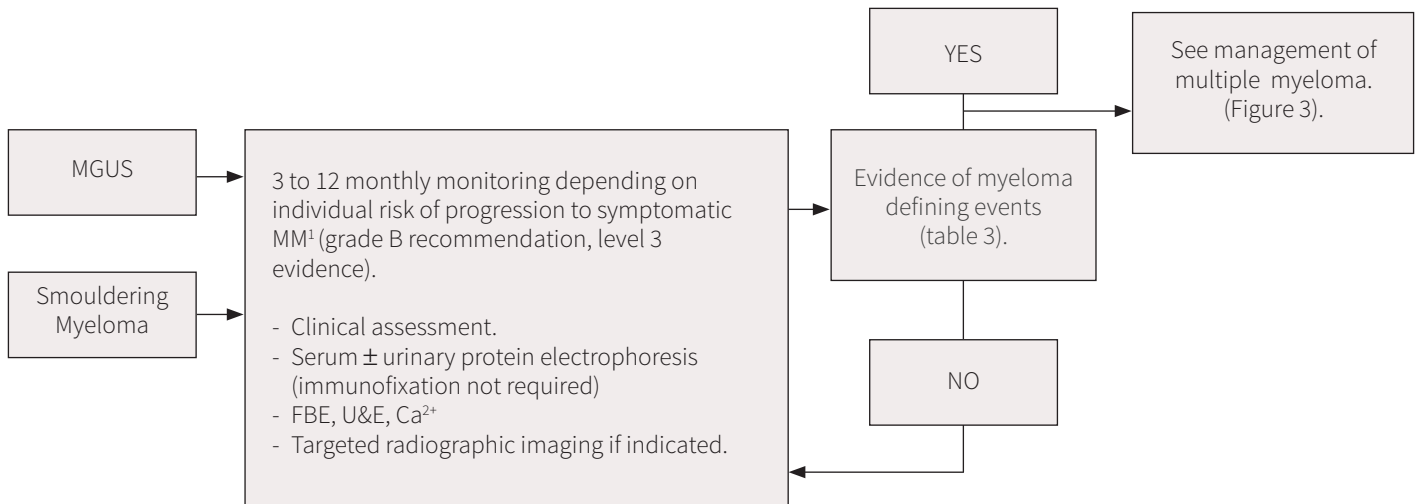 YES
See management of
multiple myeloma.
(Figure 3).
MGUS
Smouldering
Myeloma
3 to 12 monthly monitoring depending on
individual risk of progression to symptomatic
MM¹ (grade B recommendation, level 3
evidence).
- Clinical assessment.
- Serum ± urinary protein electrophoresis
(immunofixation not required)
- FBE, U&E, Ca²⁺
- Targeted radiographic imaging if indicated.
Evidence of myeloma
defining events
(table 3).
NO